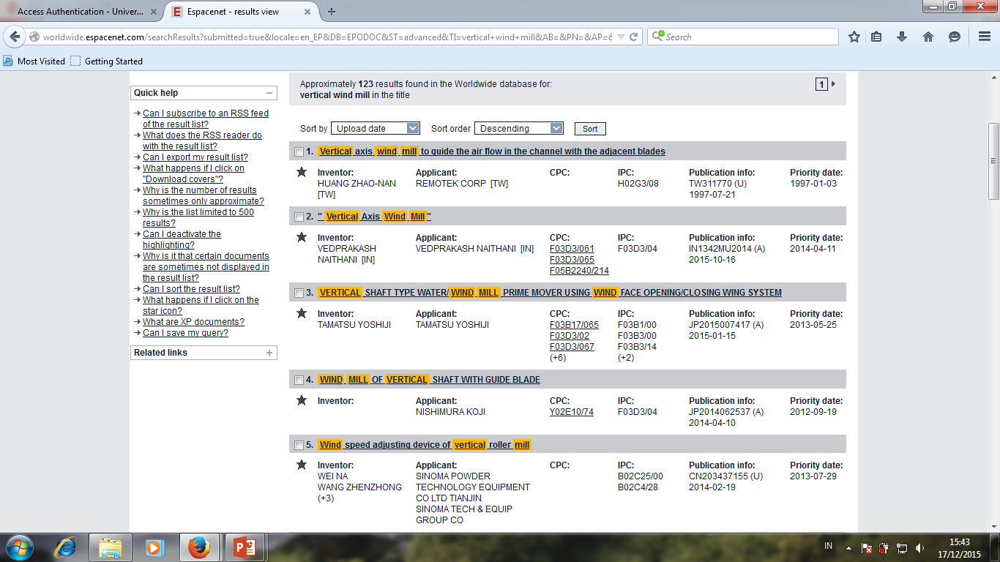 Access Authentication - Univer...
Espacenet - results view
worldwide.espacenet.com/searchResults?submitted=true&locale=en_EP&DB=EPODOC&ST=advanced&TI=vertical+wind+mill&AB=&PN=&AP=&
Search
Most Visited
Getting Started
Quick help
Can I subscribe to an RSS feed
of the result list?
What does the RSS reader do
with the result list?
Can I export my result list?
What happens if I click on
"Download covers"?
Why is the number of results
sometimes only approximate?
Why is the list limited to 500
results?
Can I deactivate the
highlighting?
Why is it that certain documents
are sometimes not displayed in
the result list?
Can I sort the result list?
What happens if I click on the
star icon?
What are XP documents?
Can I save my query?
Related links
Approximately 123 results found in the Worldwide database for:
vertical wind mill in the title
1
Sort by Upload date Sort order Descending Sort
1. Vertical axis wind mill to guide the air flow in the channel with the adjacent blades
Inventor: Applicant: CPC: IPC: Publication info: Priority date:
HUANG ZHAO-NAN REMOTEK CORP [TW] H02G3/08 TW311770 (U) 1997-01-03
[TW] 1997-07-21
2. " Vertical Axis Wind Mill "
Inventor: Applicant: CPC: IPC: Publication info: Priority date:
VEDPRAKASH VEDPRAKASH NAITHANI [IN] F03D3/061 F03D3/04 IN1342MU2014 (A) 2014-04-11
NAITHANI [IN] F03D3/065 2015-10-16
F05B2240/214
3. VERTICAL SHAFT TYPE WATER/ WIND MILL PRIME MOVER USING WIND FACE OPENING/CLOSING WING SYSTEM
Inventor: Applicant: CPC: IPC: Publication info: Priority date:
TAMATSU YOSHIJI TAMATSU YOSHIJI F03B17/065 F03B1/00 JP2015007417 (A) 2013-05-25
F03D3/02 F03B3/00 2015-01-15
F03D3/067 F03B3/14
(+6) (+2)
4. WIND MILL OF VERTICAL SHAFT WITH GUIDE BLADE
Inventor: Applicant: CPC: IPC: Publication info: Priority date:
NISHIMURA KOJI Y02E10/74 F03D3/04 JP2014062537 (A) 2012-09-19
2014-04-10
5. Wind speed adjusting device of vertical roller mill
Inventor: Applicant: CPC: IPC: Publication info: Priority date:
WEI NA SINOMA POWDER B02C25/00 CN203437155 (U) 2013-07-29
WANG ZHENZHONG TECHNOLOGY EQUIPMENT B02C4/28 2014-02-19
(+3) CO LTD TIANJIN
SINOMA TECH & EQUIP
GROUP CO
IN
15:43
17/12/2015